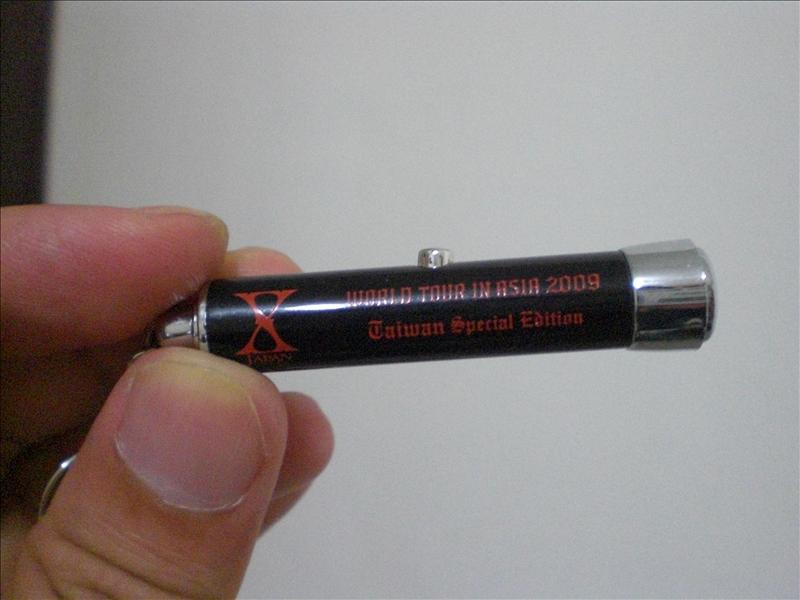 X
JAPAN
WORLD TOUR IN ASIA 2009
Taiwan Special Edition